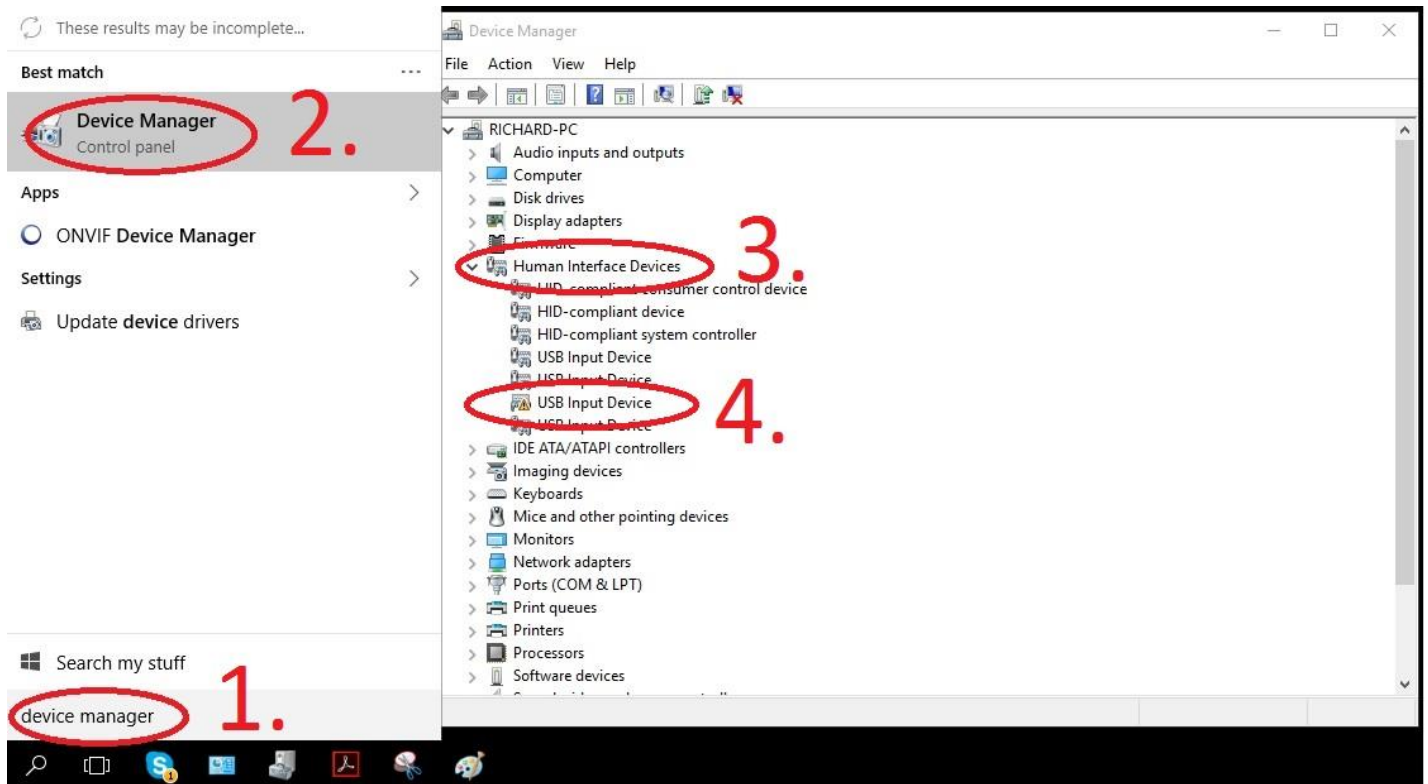 These results may be incomplete...
Best match
...
Device Manager
Control panel
2.
Apps
ONVIF Device Manager
Settings
Update device drivers
Search my stuff
device manager
1.
Device Manager
File Action View Help
RICHARD-PC
Audio inputs and outputs
Computer
Disk drives
Display adapters
Firmware
Human Interface Devices
3.
HID-compliant consumer control device
HID-compliant device
HID-compliant system controller
USB Input Device
USB Input Device
USB Input Device
4.
USB Input Device
IDE ATA/ATAPI controllers
Imaging devices
Keyboards
Mice and other pointing devices
Monitors
Network adapters
Ports (COM & LPT)
Print queues
Printers
Processors
Software devices